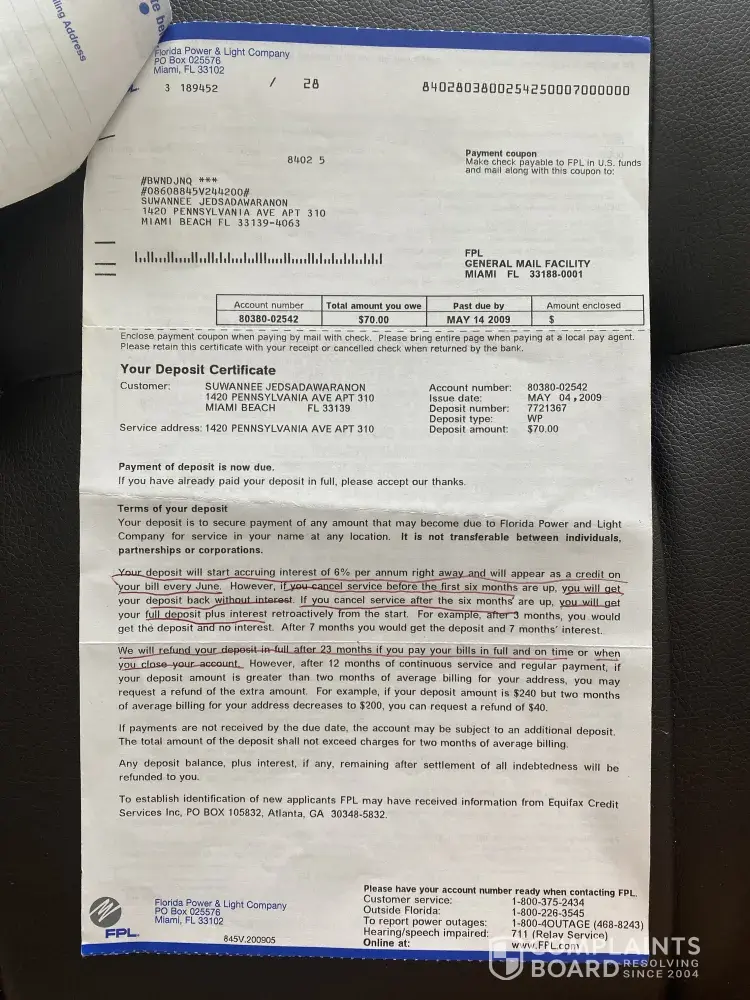 te be
ling Address
Florida Power & Light Company
PO Box 025576
Miami, FL 33102
3 189452 / 28 8402803800254250007000000
8402 5
Payment coupon
Make check payable to FPL in U.S. funds
and mail along with this coupon to:
#BWNDJNQ ***
#08608845V244200#
SUWANNEE JEDSADAWARANON
1420 PENNSYLVANIA AVE APT 310
MIAMI BEACH FL 33139-4063
FPL
GENERAL MAIL FACILITY
MIAMI FL 33188-0001
Account number Total amount you owe Past due by Amount enclosed
80380-02542 $70.00 MAY 14 2009 $
Enclose payment coupon when paying by mail with check. Please bring entire page when paying at a local pay agent.
Please retain this certificate with your receipt or cancelled check when returned by the bank.
Your Deposit Certificate
Customer: SUWANNEE JEDSADAWARANON
1420 PENNSYLVANIA AVE APT 310
MIAMI BEACH FL 33139
Service address: 1420 PENNSYLVANIA AVE APT 310
Account number: 80380-02542
Issue date: MAY 04,2009
Deposit number: 7721367
Deposit type: WP
Deposit amount: $70.00
Payment of deposit is now due.
If you have already paid your deposit in full, please accept our thanks.
Terms of your deposit
Your deposit is to secure payment of any amount that may become due to Florida Power and Light
Company for service in your name at any location. It is not transferable between individuals,
partnerships or corporations.
Your deposit will start accruing interest of 6% per annum right away and will appear as a credit on
your bill every June. However, if you cancel service before the first six months are up, you will get
your deposit back without interest. If you cancel service after the six months are up, you will get
your full deposit plus interest retroactively from the start. For example, after 3 months, you would
get the deposit and no interest. After 7 months you would get the deposit and 7 months' interest.
We will refund your deposit in full after 23 months if you pay your bills in full and on time or when
you close your account. However, after 12 months of continuous service and regular payment, if
your deposit amount is greater than two months of average billing for your address, you may
request a refund of the extra amount. For example, if your deposit amount is $240 but two months
of average billing for your address decreases to $200, you can request a refund of $40.
If payments are not received by the due date, the account may be subject to an additional deposit.
The total amount of the deposit shall not exceed charges for two months of average billing.
Any deposit balance, plus interest, if any, remaining after settlement of all indebtedness will be
refunded to you.
To establish identification of new applicants FPL may have received information from Equifax Credit
Services Inc, PO BOX 105832, Atlanta, GA 30348-5832.
FPL
Florida Power & Light Company
PO Box 025576
Miami, FL 33102
845V.200905
Please have your account number ready when contacting FPL.
Customer service: 1-800-375-2434
Outside Florida: 1-800-226-3545
To report power outages: 1-800-4OUTAGE (468-8243)
Hearing/speech impaired: 711 (Relay Service)
Online at: www.FPL.com
COMPLAINTS
BOARD RESOLVING
SINCE 2004